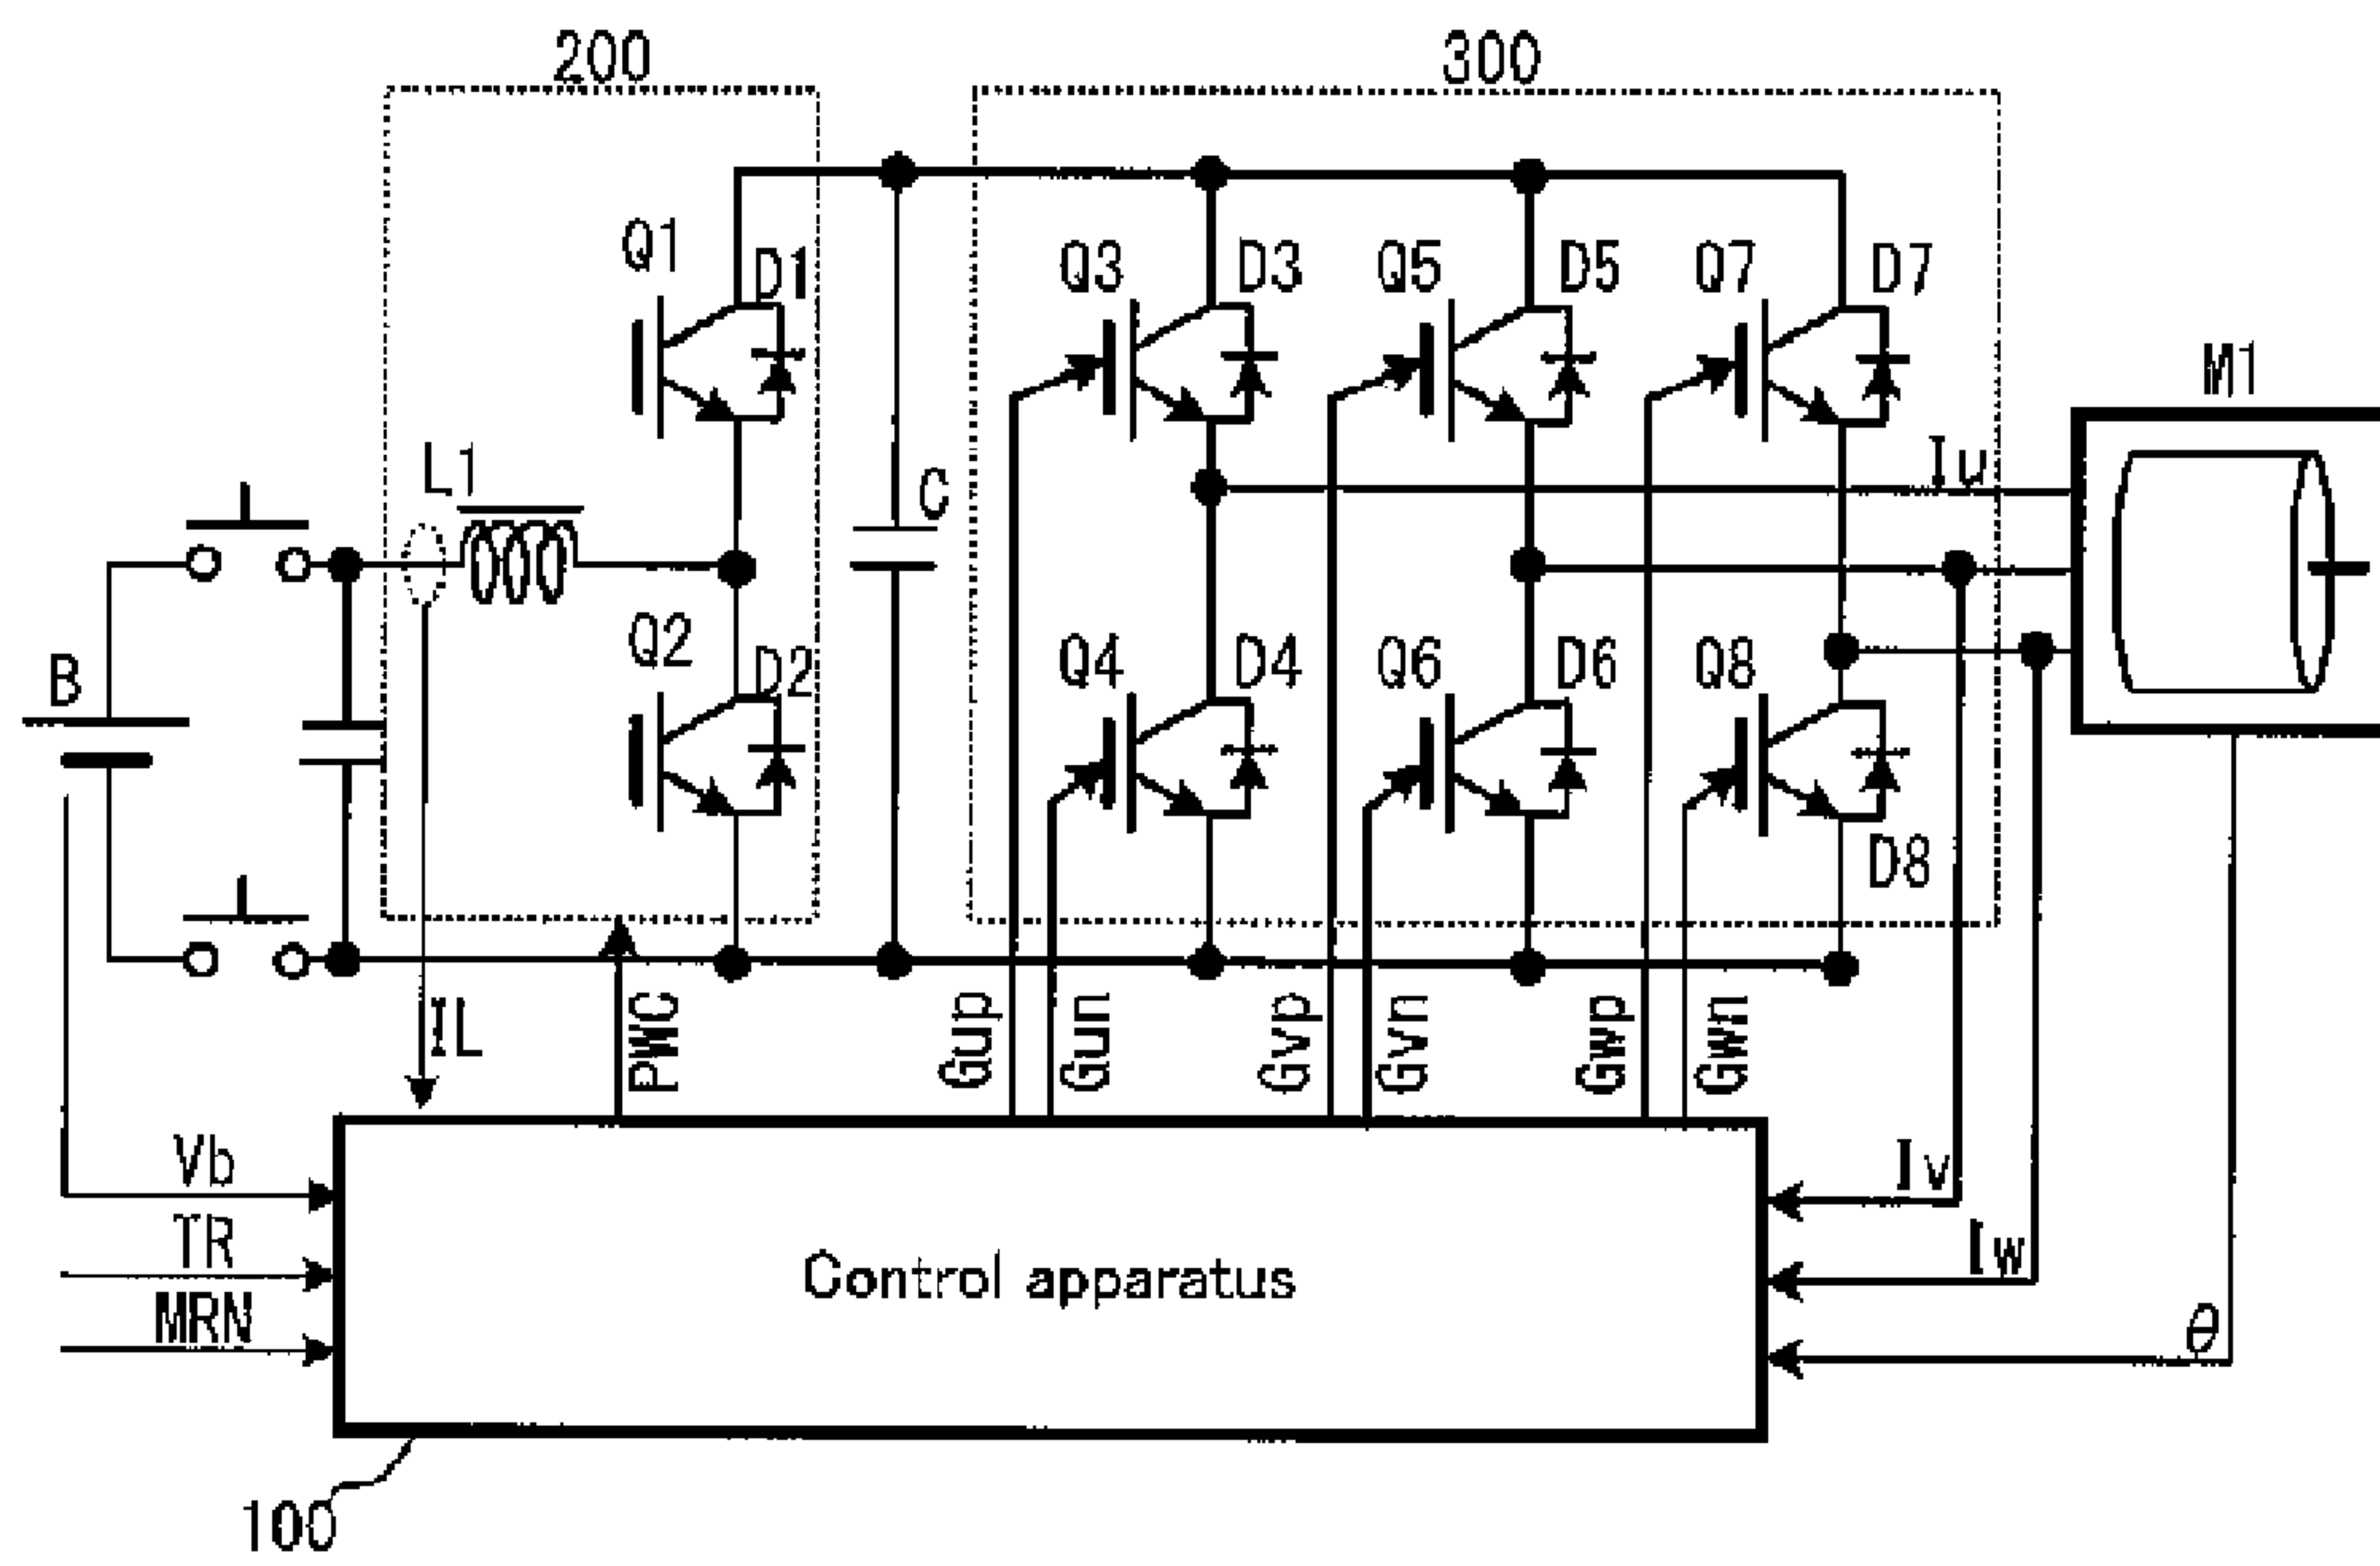 200
300
Q1
D1
Q3
D3
Q5
D5
Q7
D7
M1
L1
C
Iu
B
Q2
D2
Q4
D4
Q6
D6
Q8
D8
IL
PWC
Gup
Gun
Gvp
Gvn
Gwp
Gwn
Vb
Iv
TR
Iw
MRN
Control apparatus
θ
100